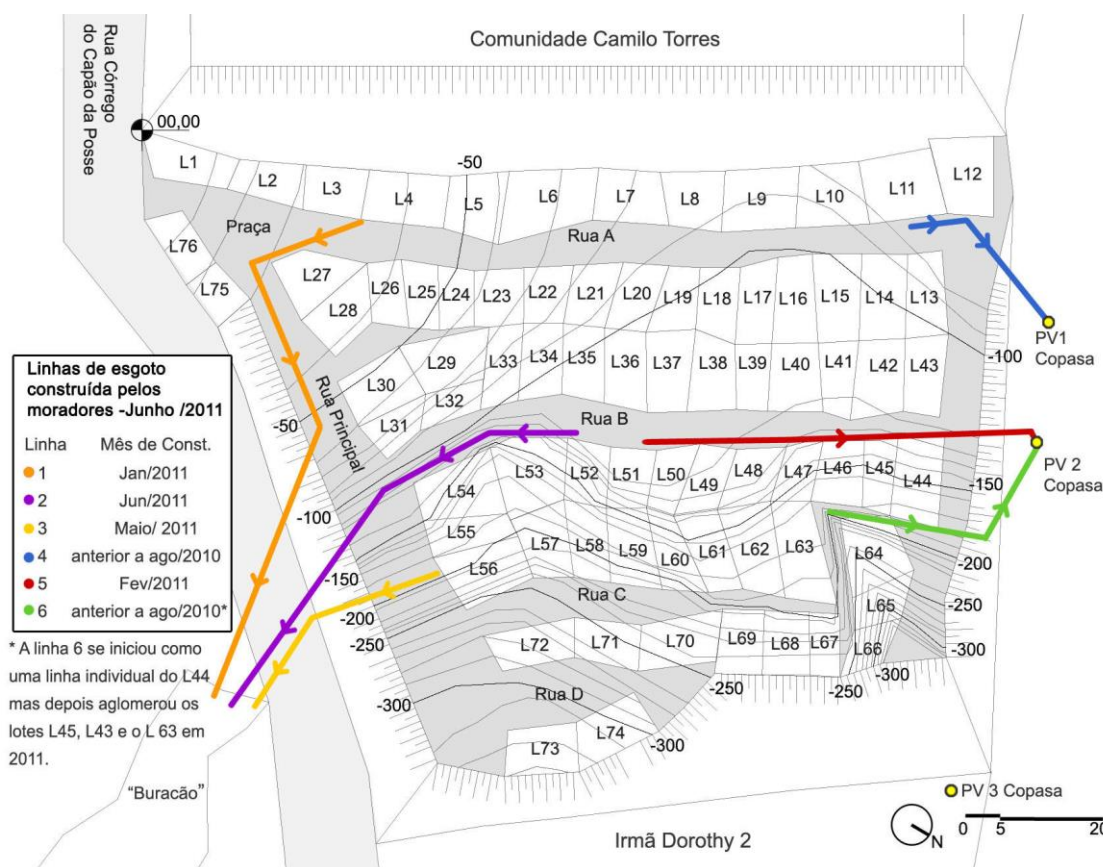 Comunidade Camilo Torres
Rua Córrego
do Capão da Posse
00,00
-50
L1
L2
L3
L4
L5
L6
L7
L8
L9
L10
L11
L12
Praça
Rua A
L76
L75
L27
L28
L26
L25
L24
L23
L22
L21
L20
L19
L18
L17
L16
L15
L14
L13
PV1
Copasa
-100
L30
L29
L31
L32
L33
L34
L35
L36
L37
L38
L39
L40
L41
L42
L43
Linhas de esgoto
construída pelos
moradores -Junho /2011
Linha Mês de Const.
1 Jan/2011
2 Jun/2011
3 Maio/ 2011
4 anterior a ago/2010
5 Fev/2011
6 anterior a ago/2010*
* A linha 6 se iniciou como
uma linha individual do L44
mas depois aglomerou os
lotes L45, L43 e o L 63 em
2011.
Rua Principal
-50
-100
-150
-200
-250
-300
Rua B
L54
L53
L52
L51
L50
L49
L48
L47
L46
L45
L44
-150
PV 2
Copasa
L55
L56
L57
L58
L59
L60
L61
L62
L63
L64
L65
L66
-200
-250
-300
Rua C
L72
L71
L70
L69
L68
L67
-250
-250
-300
Rua D
L73
L74
-300
"Buracão"
Irmã Dorothy 2
PV 3 Copasa
N
0 5 20